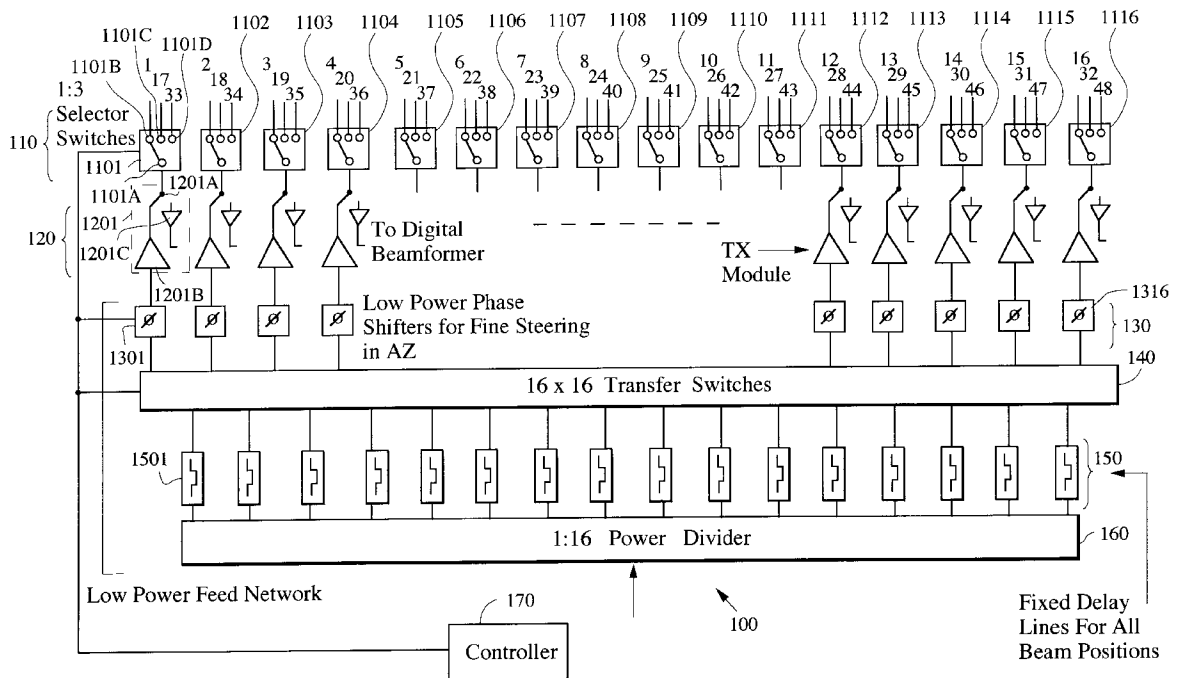 1101C 1101D 1102 1103 1104 1105 1106 1107 1108 1109 1110 1111 1112 1113 1114 1115 1116
1101B
1:3
1 2 3 4 5 6 7 8 9 10 11 12 13 14 15 16
17 18 19 20 21 22 23 24 25 26 27 28 29 30 31 32
33 34 35 36 37 38 39 40 41 42 43 44 45 46 47 48
Selector
Switches
110
1101
1101A
1201A
1201
120
1201C
1201B
To Digital
Beamformer
TX
Module
Low Power Phase
Shifters for Fine Steering
in AZ
1301
1316
130
140
16 x 16 Transfer Switches
1501
150
1:16 Power Divider
160
Low Power Feed Network
170
Controller
100
Fixed Delay
Lines For All
Beam Positions